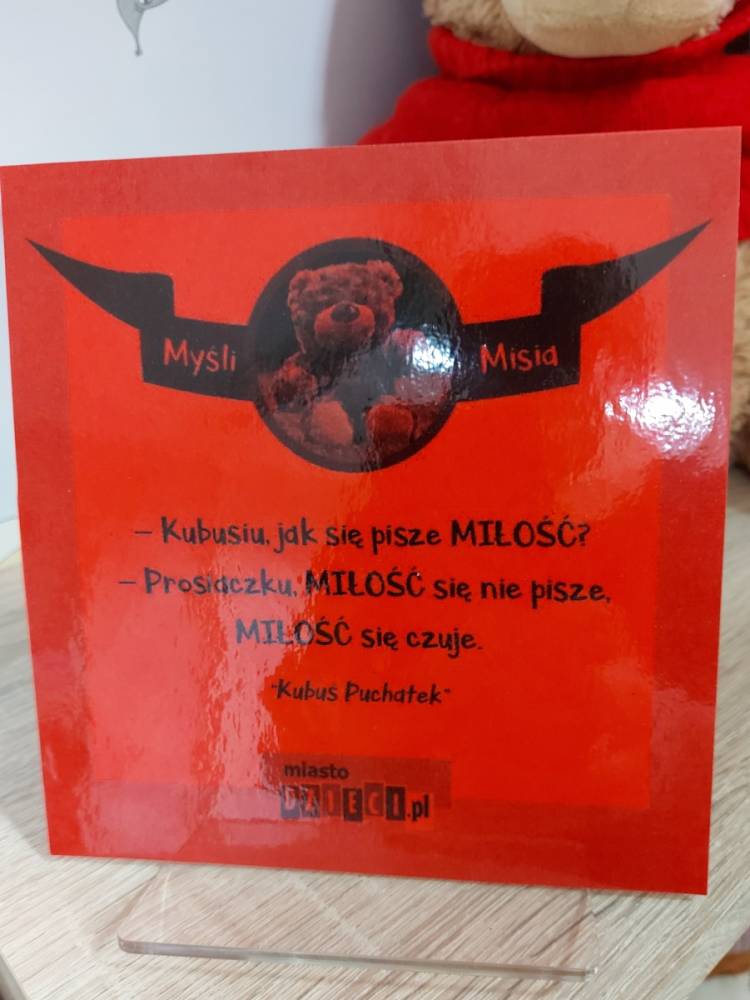 Myśli Misia
– Kubusiu, jak się pisze MIŁOŚĆ?
– Prosiaczku, MIŁOŚĆ się nie pisze,
MIŁOŚĆ się czuje.
"Kubuś Puchatek"
miasto
DZIECI.pl